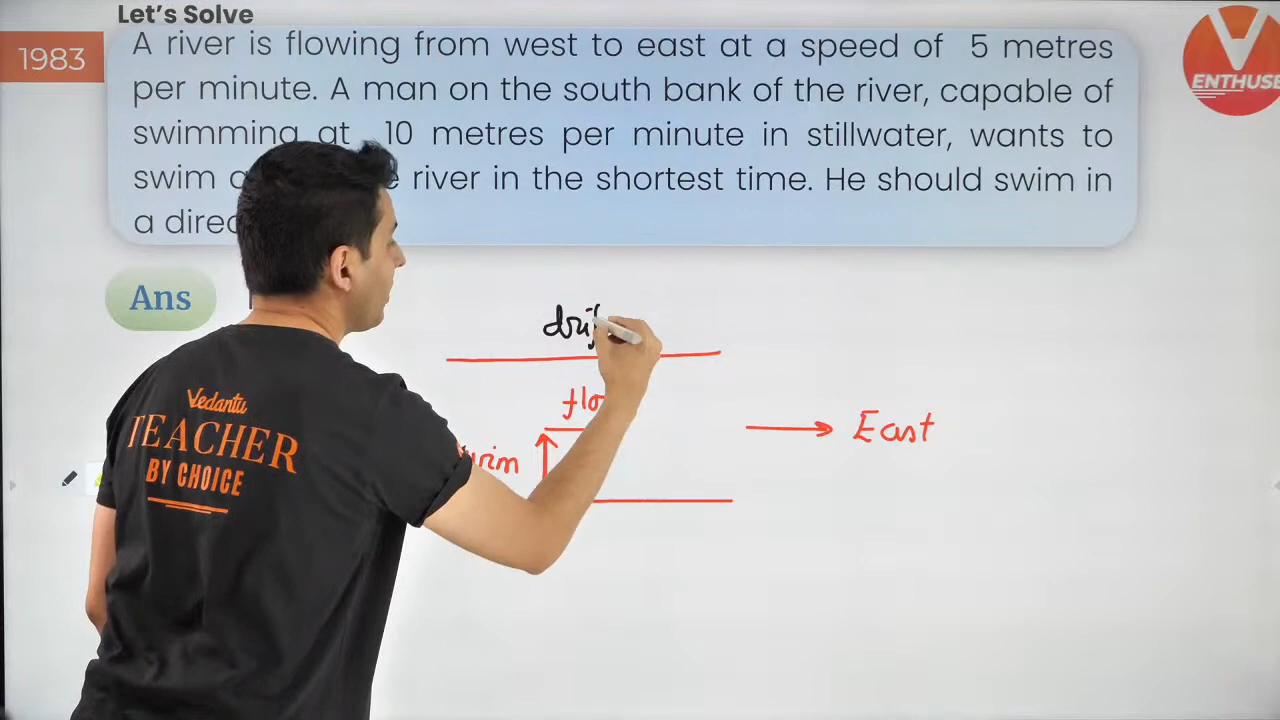 Let's Solve
1983
A river is flowing from west to east at a speed of 5 metres
per minute. A man on the south bank of the river, capable of
swimming at 10 metres per minute in stillwater, wants to
swim river in the shortest time. He should swim in
a
ENTHUSE
Ans
East
Vedantu
TEACHER
BY CHOICE